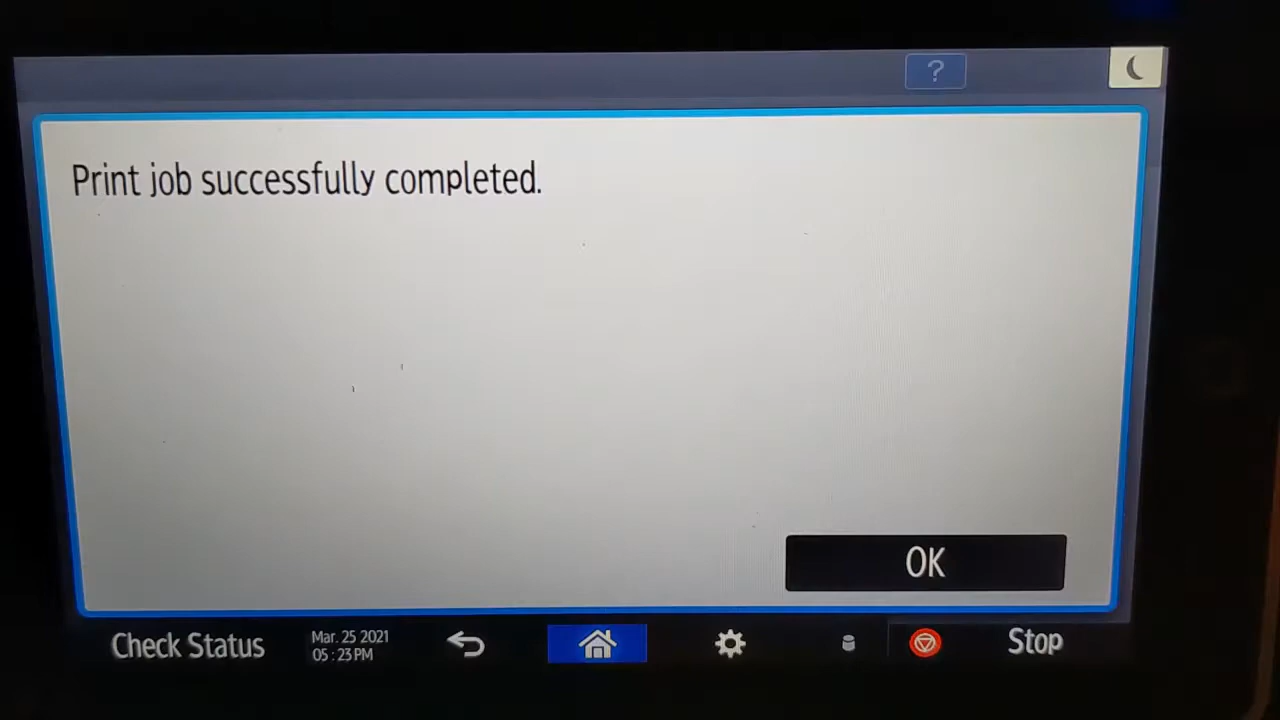 ?
Print job successfully completed.
OK
Check Status
Mar. 25 2021
05 : 23 PM
Stop